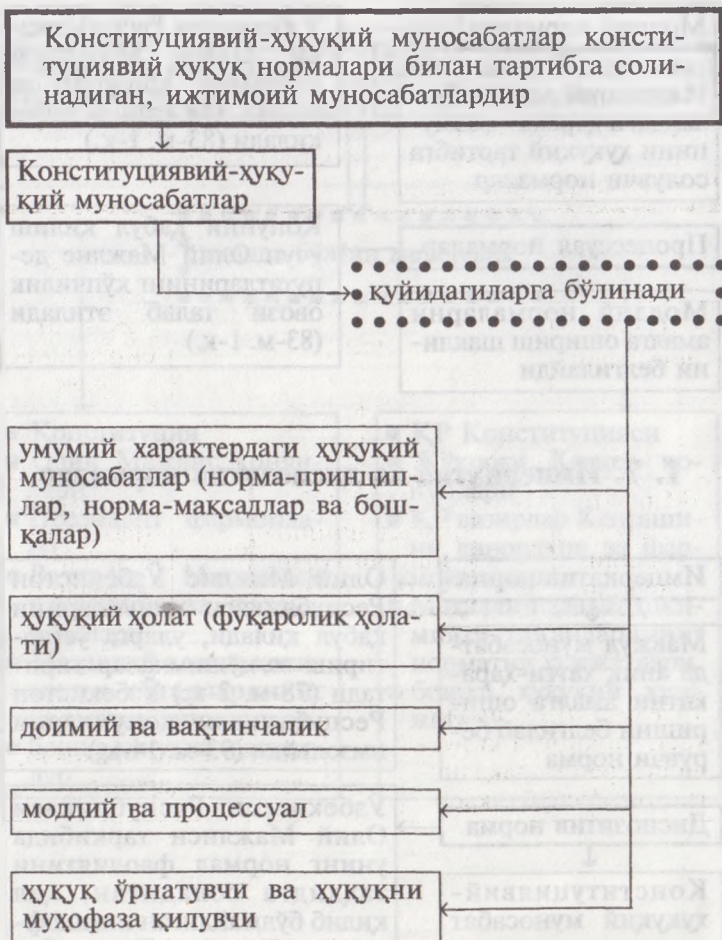 Конституциявий-ҳуқуқий муносабатлар консти-
туциявий ҳуқуқ нормалари билан тартибга соли-
надиган, ижтимоий муносабатлардир
Конституциявий-ҳуқу-
қий муносабатлар
қуйидагиларга бўлинади
умумий характердаги ҳуқуқий
муносабатлар (норма-принцип-
лар, норма-мақсадлар ва бош-
қалар)
ҳуқуқий ҳолат (фуқаролик ҳола-
ти)
доимий ва вақтинчалик
моддий ва процессуал
ҳуқуқ ўрнатувчи ва ҳуқуқни
муҳофаза қилувчи